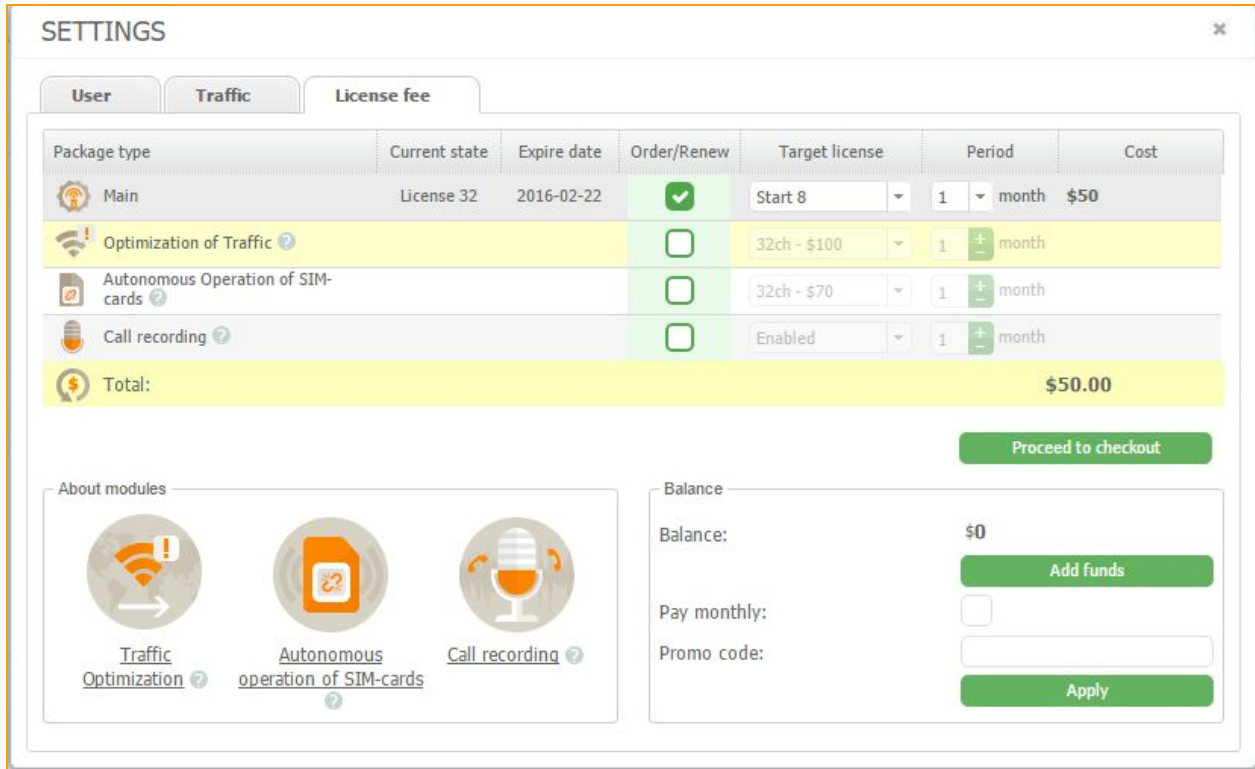 SETTINGS
User Traffic License fee
Package type Current state Expire date Order/Renew Target license Period Cost
Main License 32 2016-02-22 Start 8 1 month $50
! Optimization of Traffic ? 32ch - $100 1 + − month
Autonomous Operation of SIM-
cards ? 32ch - $70 1 + − month
Call recording ? Enabled 1 + − month
$ Total: $50.00
Proceed to checkout
About modules
!
Traffic
Optimization ?
Autonomous
operation of SIM-cards
?
Call recording ?
Balance
Balance: $0
Add funds
Pay monthly:
Promo code:
Apply